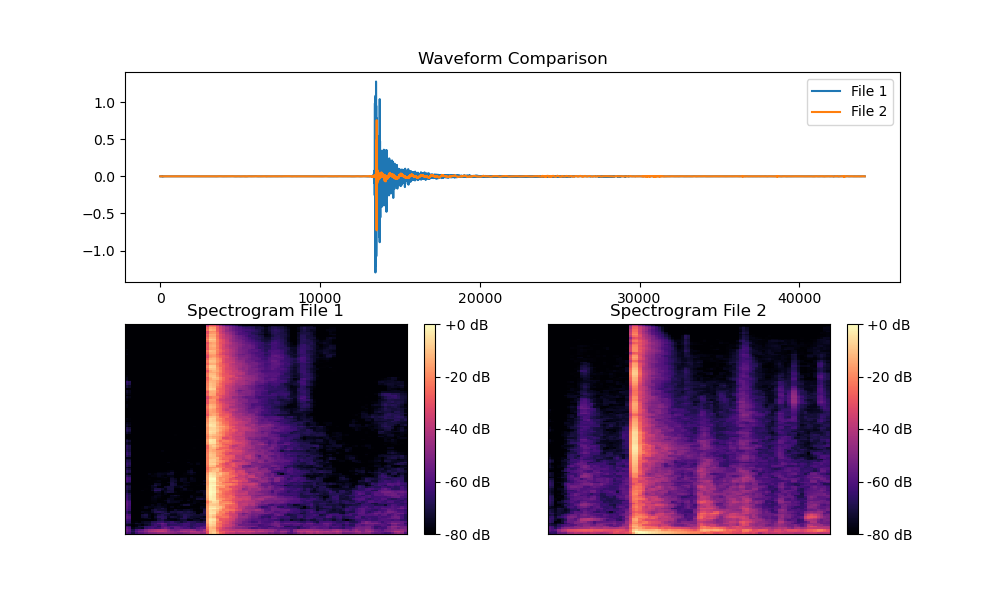 Waveform Comparison
1.0
0.5
0.0
−0.5
−1.0
File 1
File 2
0 10000 20000 30000 40000
Spectrogram File 1
+0 dB
-20 dB
-40 dB
-60 dB
-80 dB
Spectrogram File 2
+0 dB
-20 dB
-40 dB
-60 dB
-80 dB